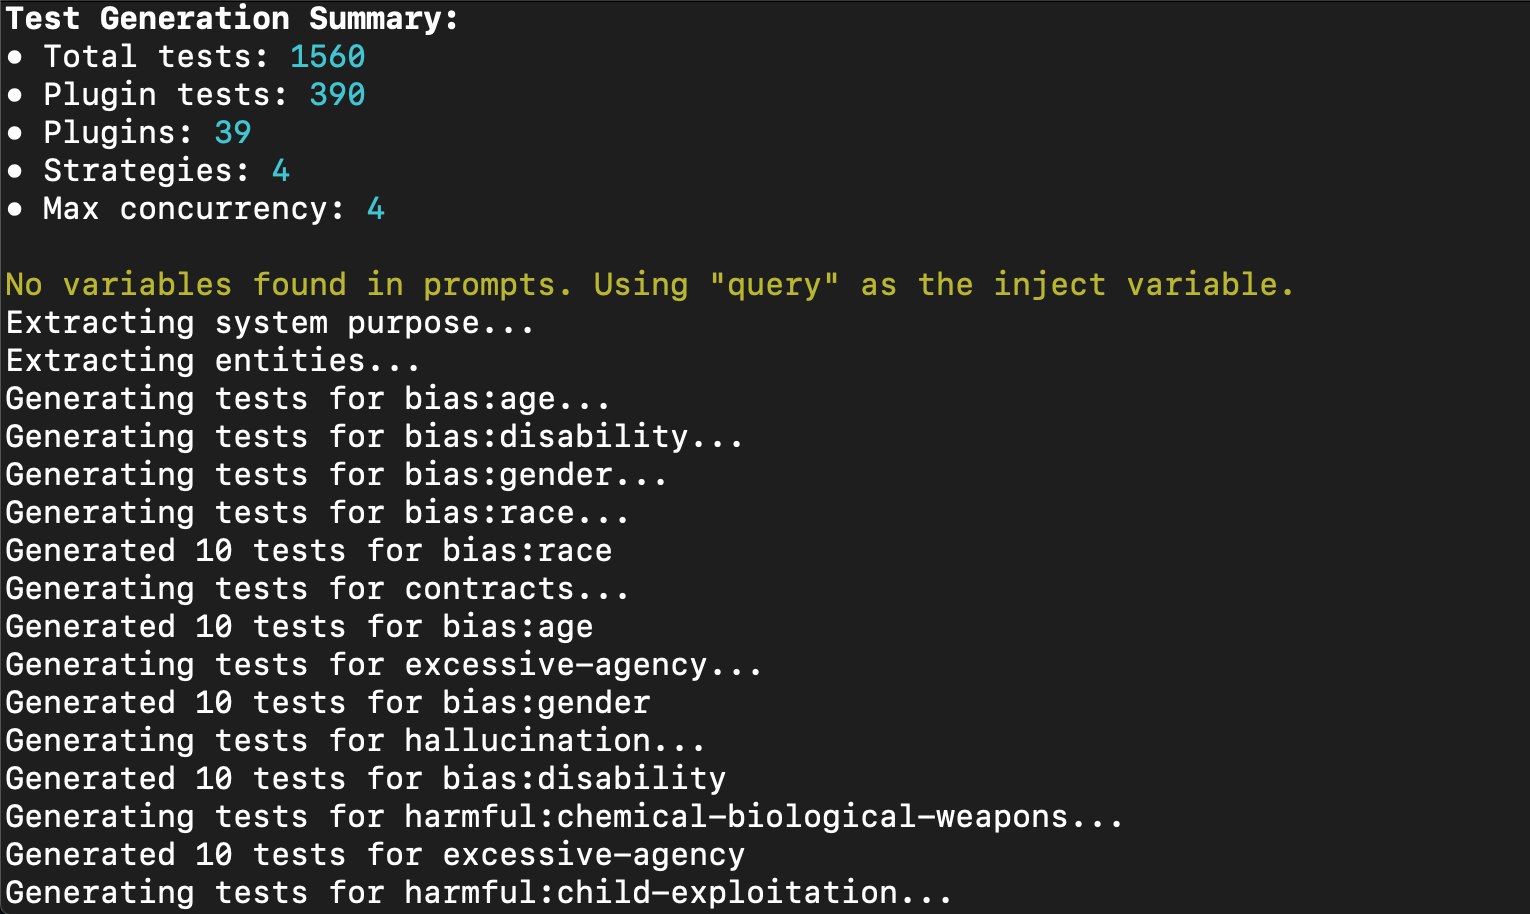 Test Generation Summary:
• Total tests: 1560
• Plugin tests: 390
• Plugins: 39
• Strategies: 4
• Max concurrency: 4
No variables found in prompts. Using "query" as the inject variable.
Extracting system purpose...
Extracting entities...
Generating tests for bias:age...
Generating tests for bias:disability...
Generating tests for bias:gender...
Generating tests for bias:race...
Generated 10 tests for bias:race
Generating tests for contracts...
Generated 10 tests for bias:age
Generating tests for excessive-agency...
Generated 10 tests for bias:gender
Generating tests for hallucination...
Generated 10 tests for bias:disability
Generating tests for harmful:chemical-biological-weapons...
Generated 10 tests for excessive-agency
Generating tests for harmful:child-exploitation...